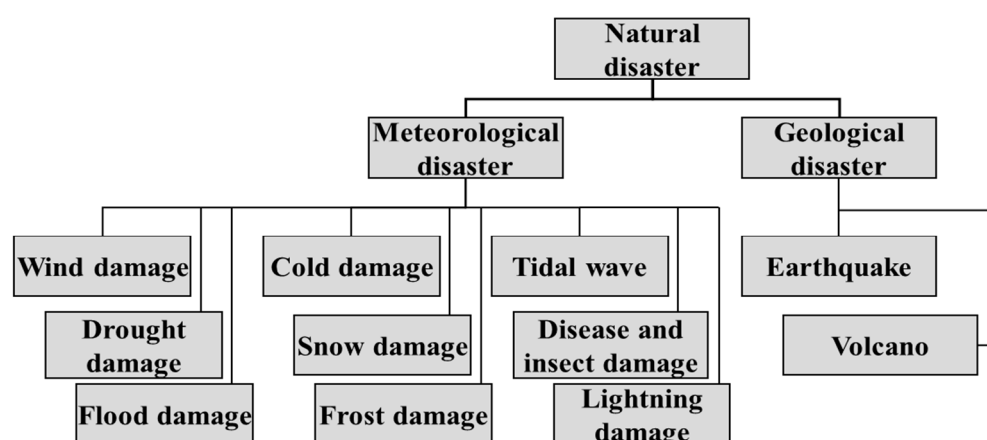 Natural
disaster
Meteorological
disaster
Geological
disaster
Wind damage
Cold damage
Tidal wave
Earthquake
Drought
damage
Snow damage
Disease and
insect damage
Volcano
Flood damage
Frost damage
Lightning
damage